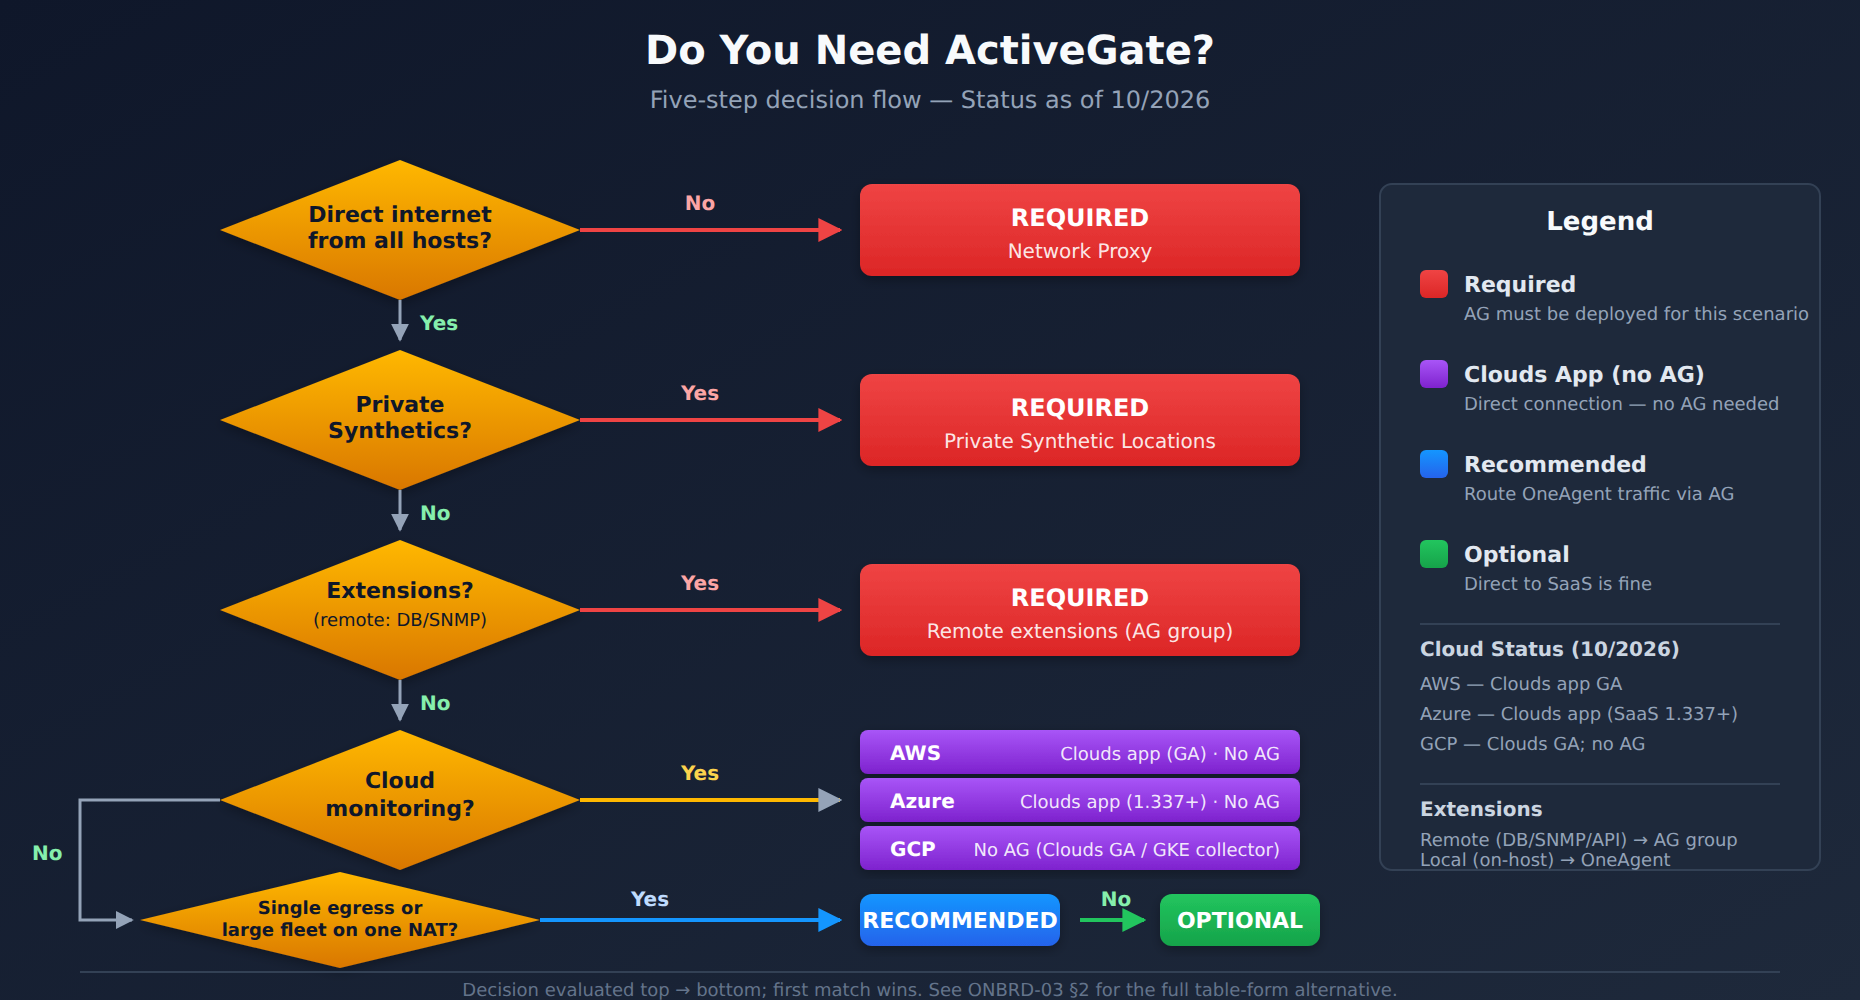 Do You Need ActiveGate?
Five-step decision flow — Status as of 10/2026
Direct internet
from all hosts?
No
REQUIRED
Network Proxy
Yes
Private
Synthetics?
Yes
REQUIRED
Private Synthetic Locations
No
Extensions?
(remote: DB/SNMP)
Yes
REQUIRED
Remote extensions (AG group)
No
Cloud
monitoring?
Yes
AWS Clouds app (GA) · No AG
Azure Clouds app (1.337+) · No AG
GCP No AG (Clouds GA / GKE collector)
No
Single egress or
large fleet on one NAT?
Yes
RECOMMENDED
No
OPTIONAL
Legend
Required
AG must be deployed for this scenario
Clouds App (no AG)
Direct connection — no AG needed
Recommended
Route OneAgent traffic via AG
Optional
Direct to SaaS is fine
Cloud Status (10/2026)
AWS — Clouds app GA
Azure — Clouds app (SaaS 1.337+)
GCP — Clouds GA; no AG
Extensions
Remote (DB/SNMP/API) → AG group
Local (on-host) → OneAgent
Decision evaluated top → bottom; first match wins. See ONBRD-03 §2 for the full table-form alternative.